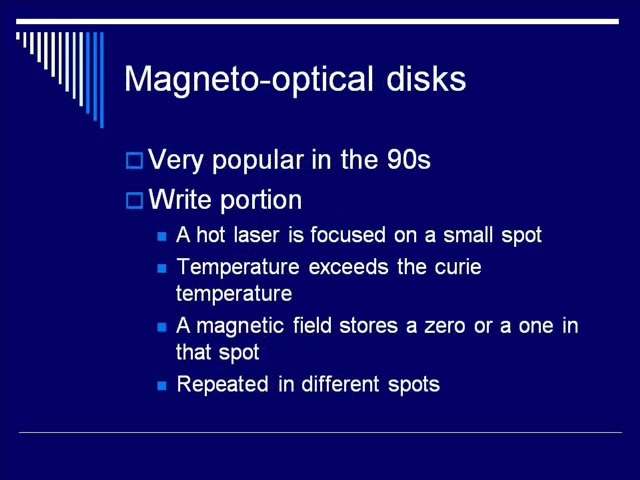 Magneto-optical disks
Very popular in the 90s
Write portion
A hot laser is focused on a small spot
Temperature exceeds the curie
temperature
A magnetic field stores a zero or a one in
that spot
Repeated in different spots